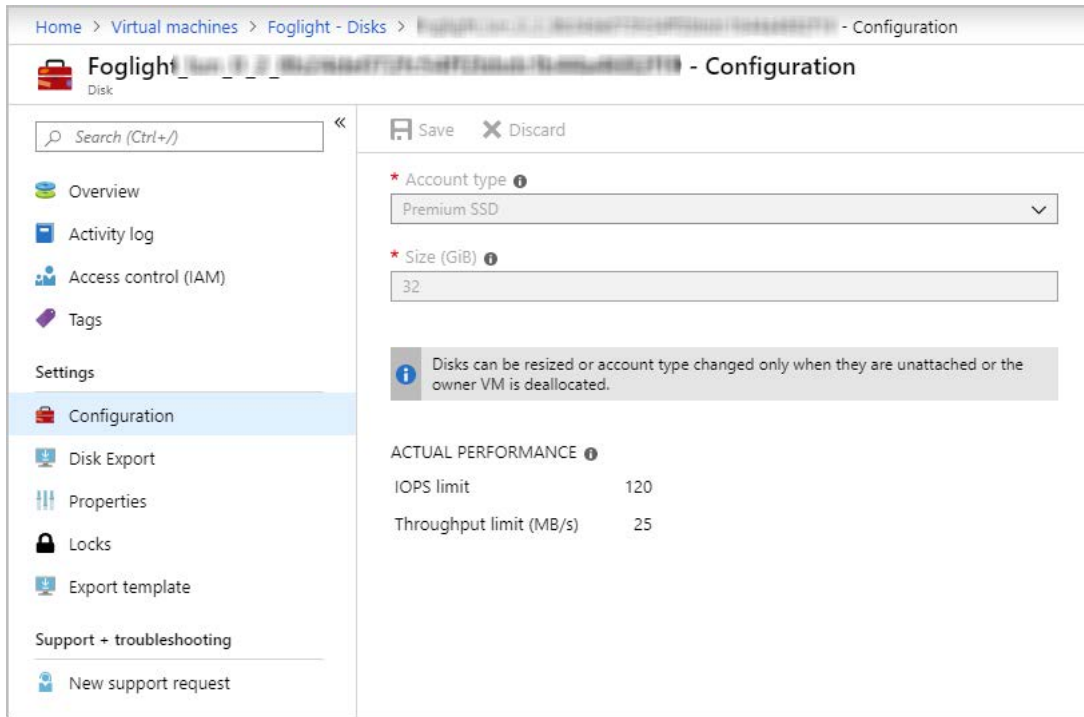 Home > Virtual machines > Foglight - Disks > - Configuration
Foglight - Configuration
Disk
«
Search (Ctrl+/)
Save Discard
Overview
Activity log
Access control (IAM)
Tags
Settings
Configuration
Disk Export
Properties
Locks
Export template
Support + troubleshooting
New support request
* Account type
Premium SSD
* Size (GiB)
32
Disks can be resized or account type changed only when they are unattached or the
owner VM is deallocated.
ACTUAL PERFORMANCE
IOPS limit 120
Throughput limit (MB/s) 25